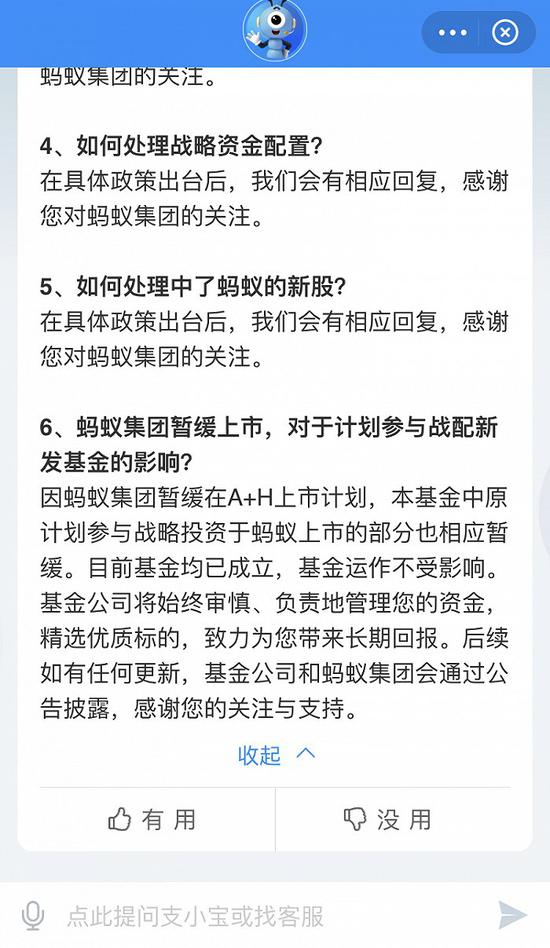 蚂蚁集团的关注。
4、如何处理战略资金配置?
在具体政策出台后，我们会有相应回复，感谢
您对蚂蚁集团的关注。
5、如何处理中了蚂蚁的新股?
在具体政策出台后，我们会有相应回复，感谢
您对蚂蚁集团的关注。
6、蚂蚁集团暂缓上市，对于计划参与战配新
发基金的影响?
因蚂蚁集团暂缓在A+H上市计划，本基金中原
计划参与战略投资于蚂蚁上市的部分也相应暂
缓。目前基金均已成立，基金运作不受影响。
基金公司将始终审慎、负责地管理您的资金，
精选优质标的，致力为您带来长期回报。后续
如有任何更新，基金公司和蚂蚁集团会通过公
告披露，感谢您的关注与支持。
收起
有用
没用
点此提问支小宝或找客服